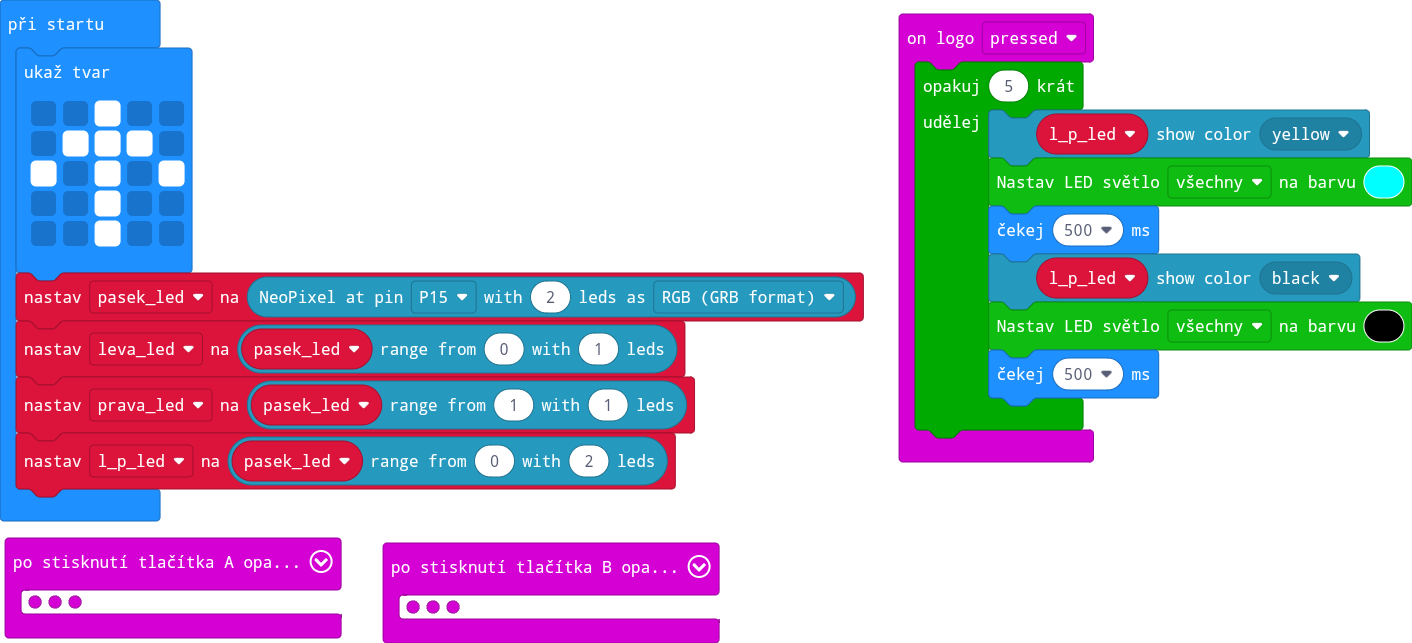 při startu
ukaž tvar
nastav pasek_led na NeoPixel at pin P15 with 2 leds as RGB (GRB format)
nastav leva_led na pasek_led range from 0 with 1 leds
nastav prava_led na pasek_led range from 1 with 1 leds
nastav l_p_led na pasek_led range from 0 with 2 leds
po stisknutí tlačítka A opa...
po stisknutí tlačítka B opa...
on logo pressed
opakuj 5 krát
udělej
l_p_led show color yellow
Nastav LED světlo všechny na barvu
čekej 500 ms
l_p_led show color black
Nastav LED světlo všechny na barvu
čekej 500 ms